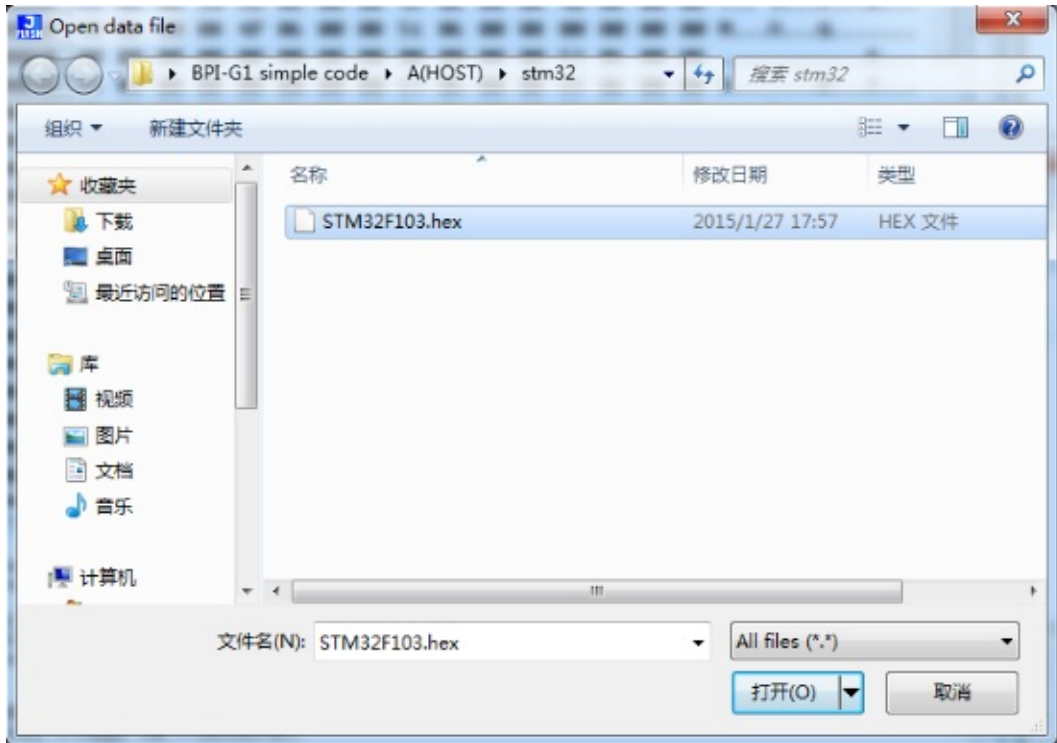 Open data file
BPI-G1 simple code A(HOST) stm32 搜索 stm32
组织 新建文件夹
名称 修改日期 类型
收藏夹
STM32F103.hex 2015/1/27 17:57 HEX 文件
下载
桌面
最近访问的位置
库
视频
图片
文档
音乐
计算机
文件名(N): STM32F103.hex All files (*.*)
打开(O) 取消